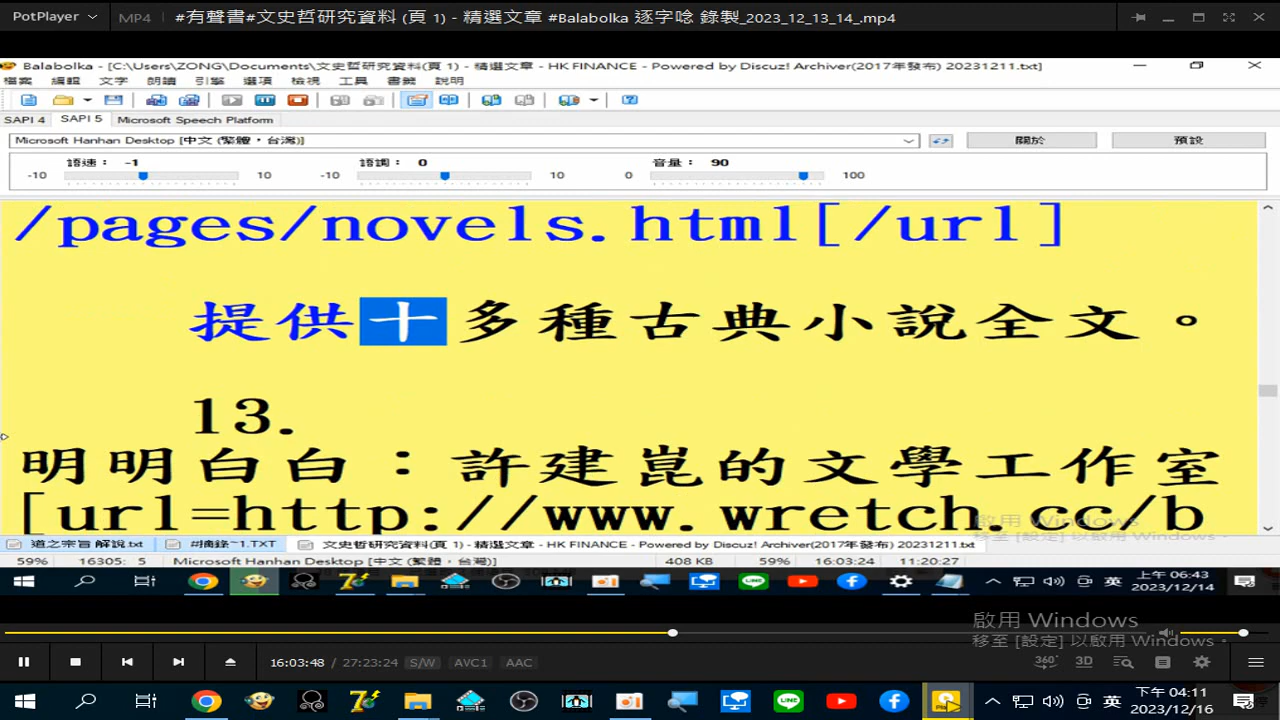 PotPlayer MP4 #有聲書#文史哲研究資料 (頁 1) - 精選文章 #Balabolka 逐字唸 錄製_2023_12_13_14_.mp4
Balabolka - [C:\Users\ZONG\Documents\文史哲研究資料(頁 1) - 精選文章 - HK FINANCE - Powered by Discuz! Archiver(2017年發布) 20231211.txt]
檔案 編輯 文字 朗讀 引擎 選項 檢視 工具 書籤 說明
SAPI 4 SAPI 5 Microsoft Speech Platform
Microsoft Hanhan Desktop [中文 (繁體，台灣)] 關於 預設
語速： -1 語調： 0 音量： 90
-10 10 -10 10 0 100
/pages/novels.html[/url]
提供十多種古典小說全文。
13.
明明白白：許建崑的文學工作室
[url=http://www.wretch.cc/b
啟用 Windows
移至 [設定] 以啟用 Windows。
道之宗旨 解說.txt #摘錄~1.TXT 文史哲研究資料(頁 1) - 精選文章 - HK FINANCE - Powered by Discuz! Archiver(2017年發布) 20231211.txt
59% 16305: 5 Microsoft Hanhan Desktop [中文 (繁體，台灣)] 408 KB 59% 16:03:24 11:20:27
英 上午 06:43
2023/12/14
啟用 Windows
移至 [設定] 以啟用 Windows。
16:03:48 / 27:23:24 S/W AVC1 AAC 360° 3D
英 下午 04:11
2023/12/16